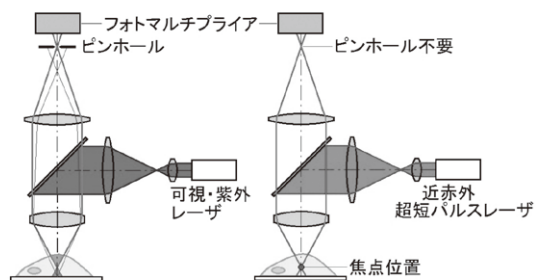 フォトマルチプライア
ピンホール
ピンホール不要
可視・紫外
レーザ
近赤外
超短パルスレーザ
焦点位置